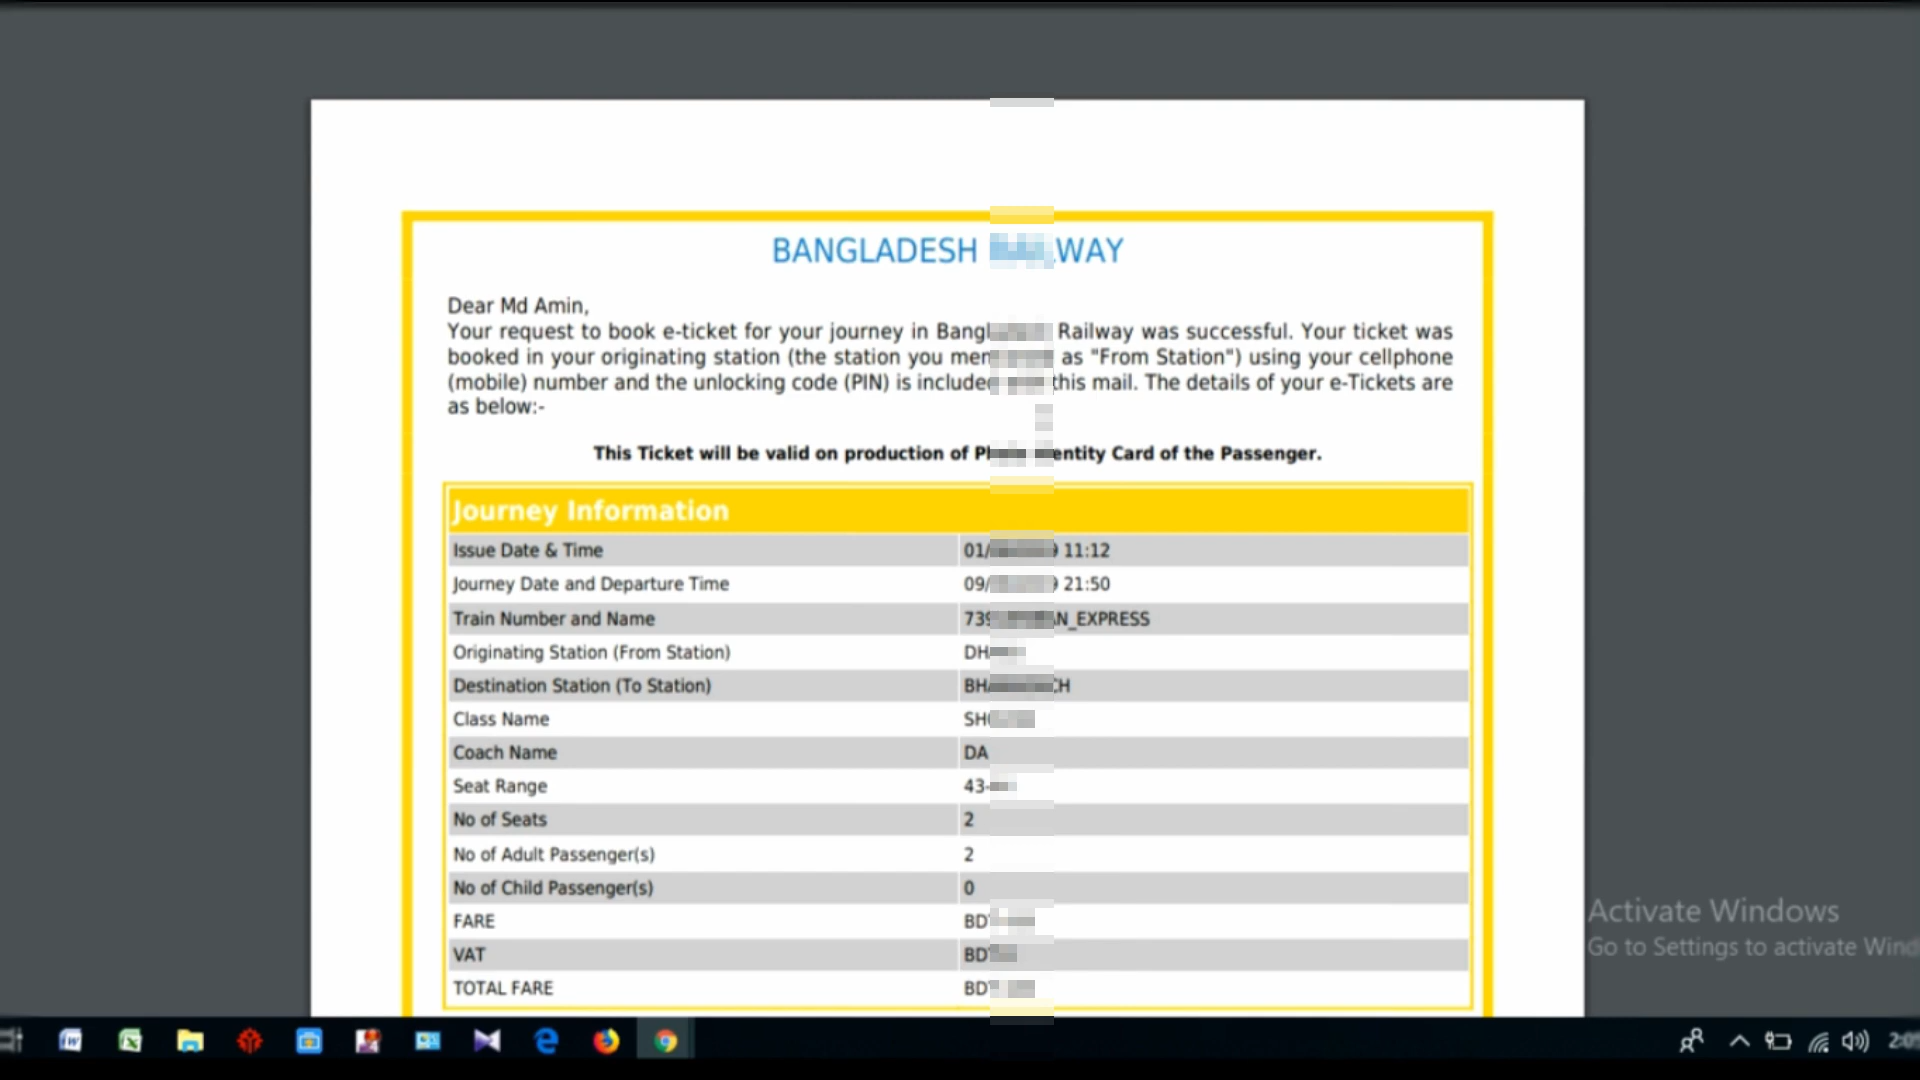 BANGLADESH WAY
Dear Md Amin,
Your request to book e-ticket for your journey in Railway was successful. Your ticket was
booked in your originating station (the station you as "From Station") using your cellphone
(mobile) number and the unlocking code (PIN) is this mail. The details of your e-Tickets are
as below:-
This Ticket will be valid on production of Card of the Passenger.
Journey Information
Issue Date & Time 11:12
Journey Date and Departure Time 21:50
Train Number and Name
Originating Station (From Station)
Destination Station (To Station)
Class Name
Coach Name DA
Seat Range
No of Seats 2
No of Adult Passenger(s) 2
No of Child Passenger(s) 0
FARE
VAT
TOTAL FARE
Activate Windows
Go to Settings to activate